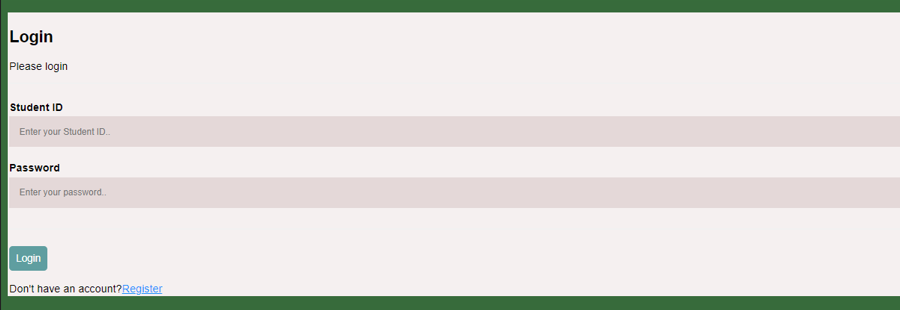 Login
Please login
Student ID
Enter your Student ID..
Password
Enter your password..
Login
Don't have an account?Register